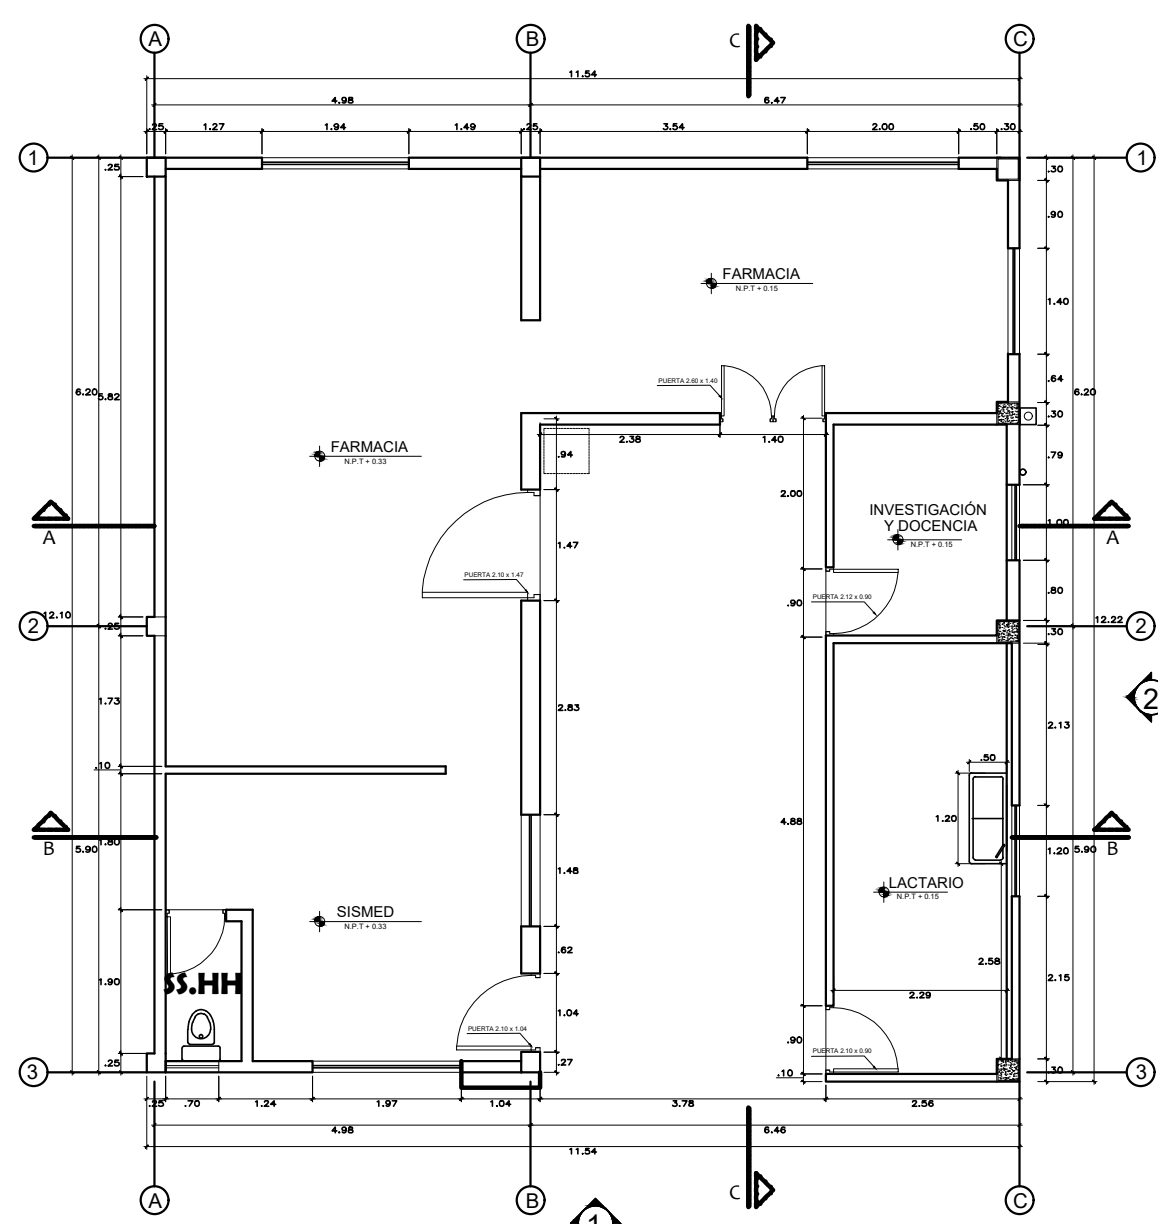 A
B
C
C
11.54
4.98
6.47
.25
1.27
1.94
1.49
.25
3.54
2.00
.50
.30
1
1
.25
.30
.90
FARMACIA
N.P.T + 0.15
1.40
PUERTA 2.60 x 1.40
.64
6.20
5.82
6.20
.30
2.38
1.40
FARMACIA
N.P.T + 0.33
.94
.79
2.00
INVESTIGACIÓN
Y DOCENCIA
N.P.T + 0.15
1.00
A
A
1.47
PUERTA 2.10 x 1.47
PUERTA 2.12 x 0.90
.90
.80
12.10
12.22
2
.25
.30
2
2
1.73
2.83
2.13
.10
.50
1.20
4.88
B
5.90
1.80
1.20
5.90
B
1.48
LACTARIO
N.P.T + 0.15
SISMED
N.P.T + 0.33
.62
2.58
1.90
SS.HH
2.29
2.15
1.04
PUERTA 2.10 x 1.04
.90
PUERTA 2.10 x 0.90
3
.25
.27
.10
.30
3
.25
.70
1.24
1.97
1.04
3.78
2.56
4.98
6.46
11.54
A
B
C
C
1